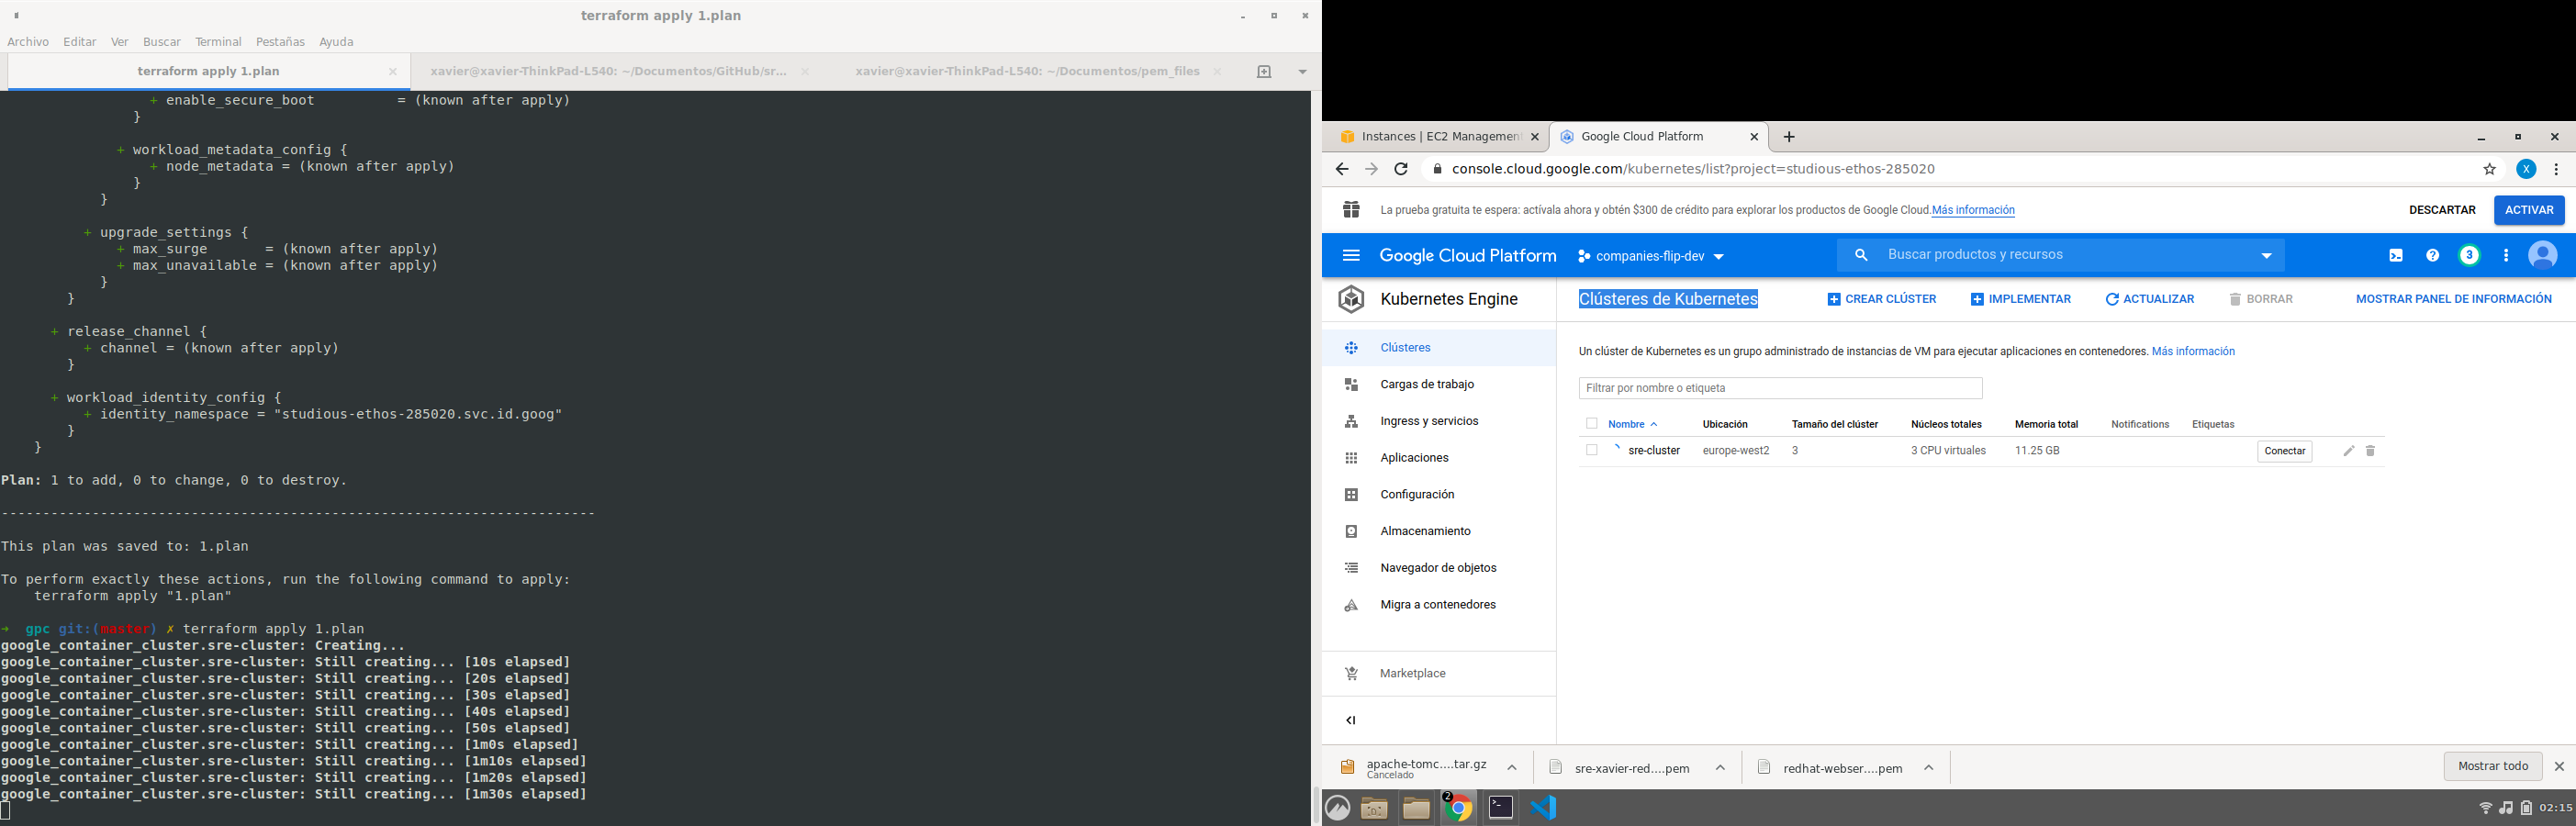 terraform apply 1.plan
Archivo Editar Ver Buscar Terminal Pestañas Ayuda
terraform apply 1.plan
xavier@xavier-ThinkPad-L540: ~/Documentos/GitHub/sr...
xavier@xavier-ThinkPad-L540: ~/Documentos/pem_files
+ enable_secure_boot = (known after apply)
}
+ workload_metadata_config {
+ node_metadata = (known after apply)
}
}
+ upgrade_settings {
+ max_surge = (known after apply)
+ max_unavailable = (known after apply)
}
}
+ release_channel {
+ channel = (known after apply)
}
+ workload_identity_config {
+ identity_namespace = "studious-ethos-285020.svc.id.goog"
}
}
Plan: 1 to add, 0 to change, 0 to destroy.
------------------------------------------------------------------------
This plan was saved to: 1.plan
To perform exactly these actions, run the following command to apply:
terraform apply "1.plan"
→ gpc git:(master) ✗ terraform apply 1.plan
google_container_cluster.sre-cluster: Creating...
google_container_cluster.sre-cluster: Still creating... [10s elapsed]
google_container_cluster.sre-cluster: Still creating... [20s elapsed]
google_container_cluster.sre-cluster: Still creating... [30s elapsed]
google_container_cluster.sre-cluster: Still creating... [40s elapsed]
google_container_cluster.sre-cluster: Still creating... [50s elapsed]
google_container_cluster.sre-cluster: Still creating... [1m0s elapsed]
google_container_cluster.sre-cluster: Still creating... [1m10s elapsed]
google_container_cluster.sre-cluster: Still creating... [1m20s elapsed]
google_container_cluster.sre-cluster: Still creating... [1m30s elapsed]
Instances | EC2 Managemen
Google Cloud Platform
console.cloud.google.com/kubernetes/list?project=studious-ethos-285020
X
La prueba gratuita te espera: actívala ahora y obtén $300 de crédito para explorar los productos de Google Cloud. Más información
DESCARTAR
ACTIVAR
Google Cloud Platform
companies-flip-dev
Buscar productos y recursos
3
Kubernetes Engine
Clústeres de Kubernetes
CREAR CLÚSTER
IMPLEMENTAR
ACTUALIZAR
BORRAR
MOSTRAR PANEL DE INFORMACIÓN
Clústeres
Cargas de trabajo
Ingress y servicios
Aplicaciones
Configuración
Almacenamiento
Navegador de objetos
Migra a contenedores
Marketplace
Un clúster de Kubernetes es un grupo administrado de instancias de VM para ejecutar aplicaciones en contenedores. Más información
Filtrar por nombre o etiqueta
Nombre Ubicación Tamaño del clúster Núcleos totales Memoria total Notifications Etiquetas
sre-cluster europe-west2 3 3 CPU virtuales 11.25 GB Conectar
apache-tomc....tar.gz
Cancelado
sre-xavier-red....pem
redhat-webser....pem
Mostrar todo
2
02:15